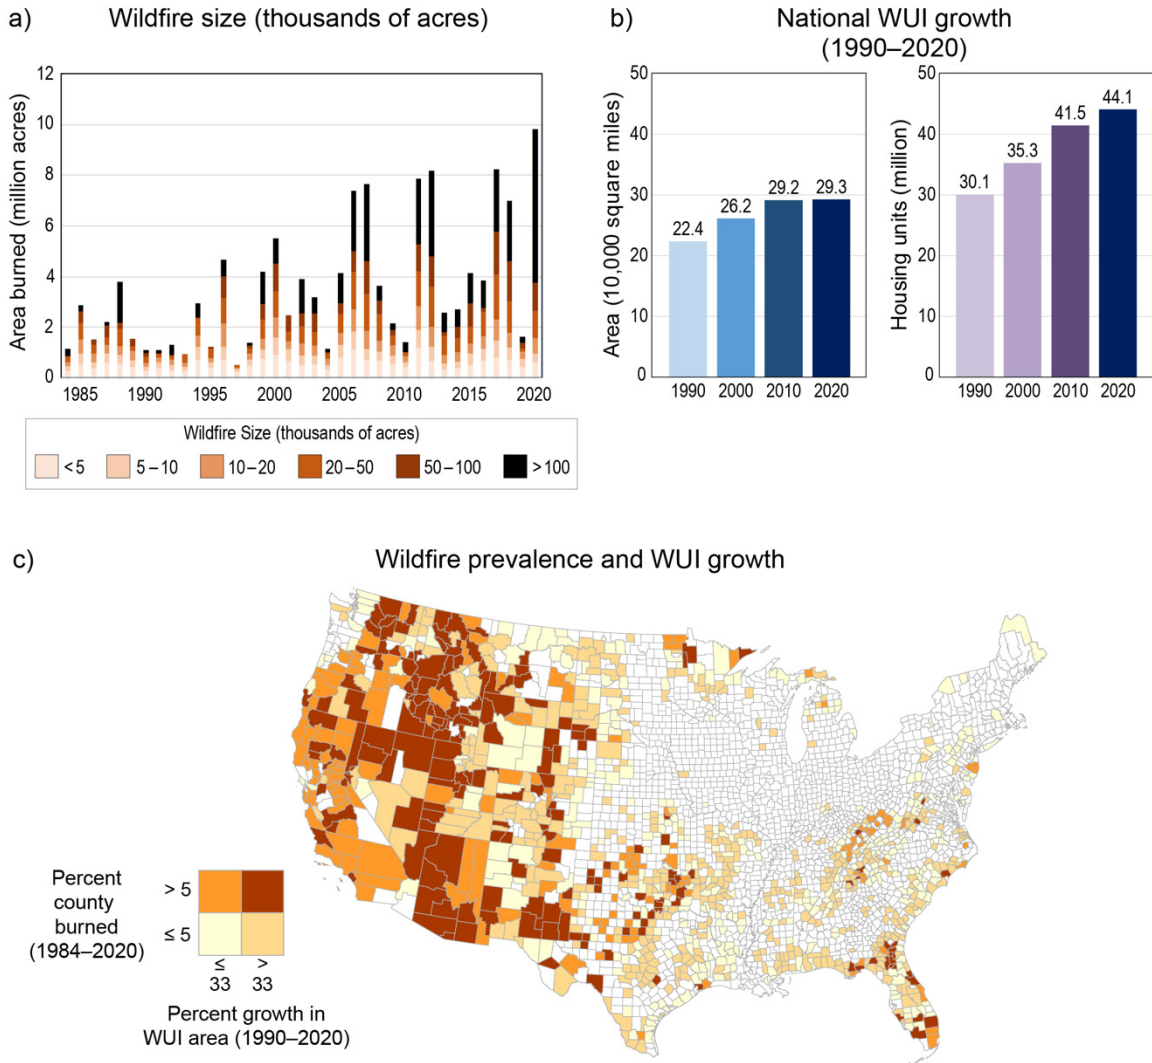 a) Wildfire size (thousands of acres)
Area burned (million acres)
12
10
8
6
4
2
0
1985 1990 1995 2000 2005 2010 2015 2020
Wildfire Size (thousands of acres)
< 5 5 – 10 10 – 20 20 – 50 50 – 100 > 100
b) National WUI growth
(1990–2020)
Area (10,000 square miles)
50
40
30
20
10
0
22.4 26.2 29.2 29.3
1990 2000 2010 2020
Housing units (million)
50
40
30
20
10
0
30.1 35.3 41.5 44.1
1990 2000 2010 2020
c) Wildfire prevalence and WUI growth
Percent
county
burned
(1984–2020)
> 5
≤ 5
≤
33
>
33
Percent growth in
WUI area (1990–2020)